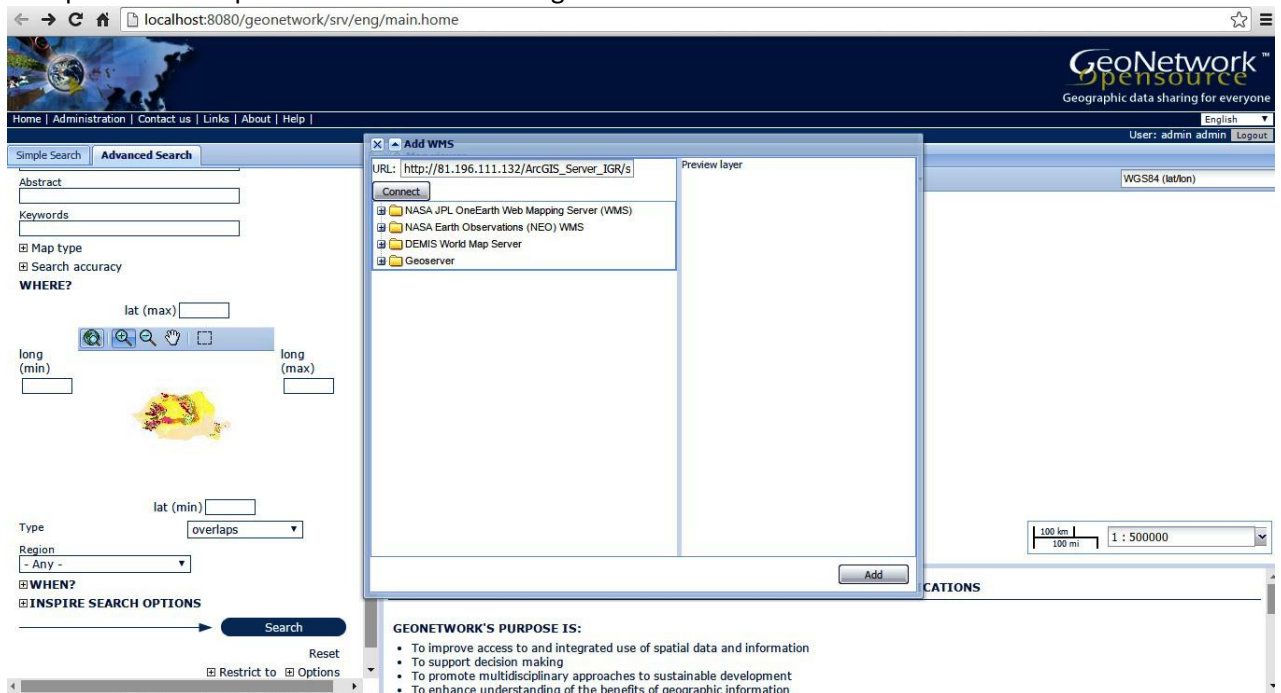 localhost:8080/geonetwork/srv/eng/main.home
GeoNetwork™
Opensource
Geographic data sharing for everyone
Home | Administration | Contact us | Links | About | Help |
English
User: admin admin Logout
Simple Search Advanced Search
Abstract
Keywords
Map type
Search accuracy
WHERE?
lat (max)
long
(min)
long
(max)
lat (min)
Type overlaps
Region
- Any -
WHEN?
INSPIRE SEARCH OPTIONS
Search
Reset
Restrict to Options
Add WMS
URL: http://81.196.111.132/ArcGIS_Server_IGR/s
Connect
NASA JPL OneEarth Web Mapping Server (WMS)
NASA Earth Observations (NEO) WMS
DEMIS World Map Server
Geoserver
Preview layer
Add
WGS84 (lat/lon)
100 km
100 mi
1 : 500000
CATIONS
GEONETWORK'S PURPOSE IS:
• To improve access to and integrated use of spatial data and information
• To support decision making
• To promote multidisciplinary approaches to sustainable development
• To enhance understanding of the benefits of geographic information